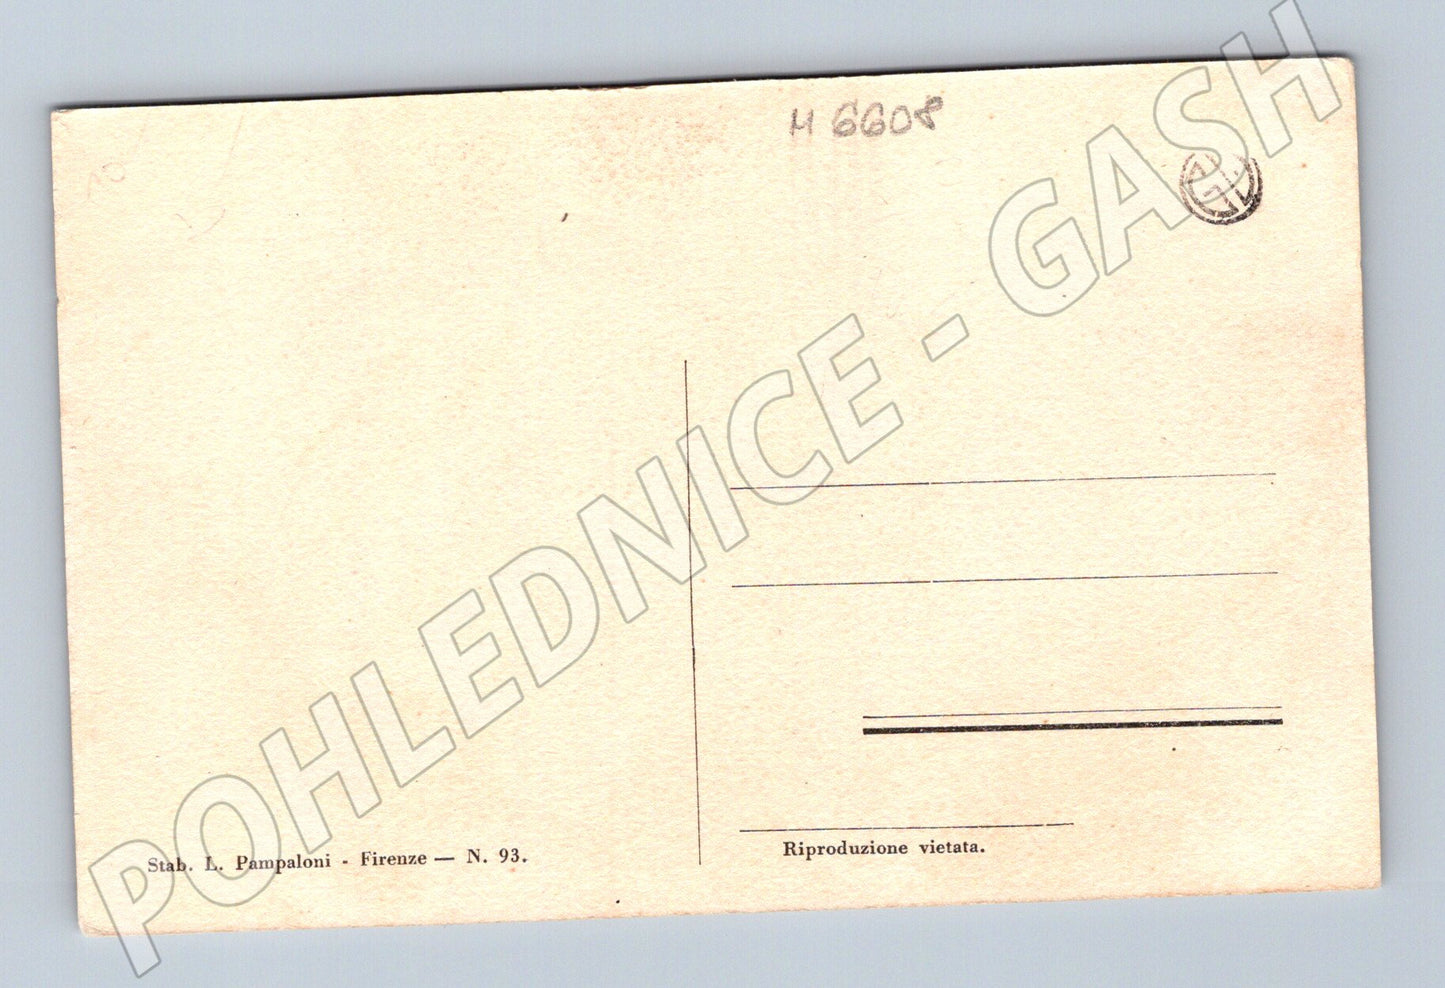 M 6608
POHLEDNICE - GASH
Stab. L. Pampaloni - Firenze — N. 93.
Riproduzione vietata.